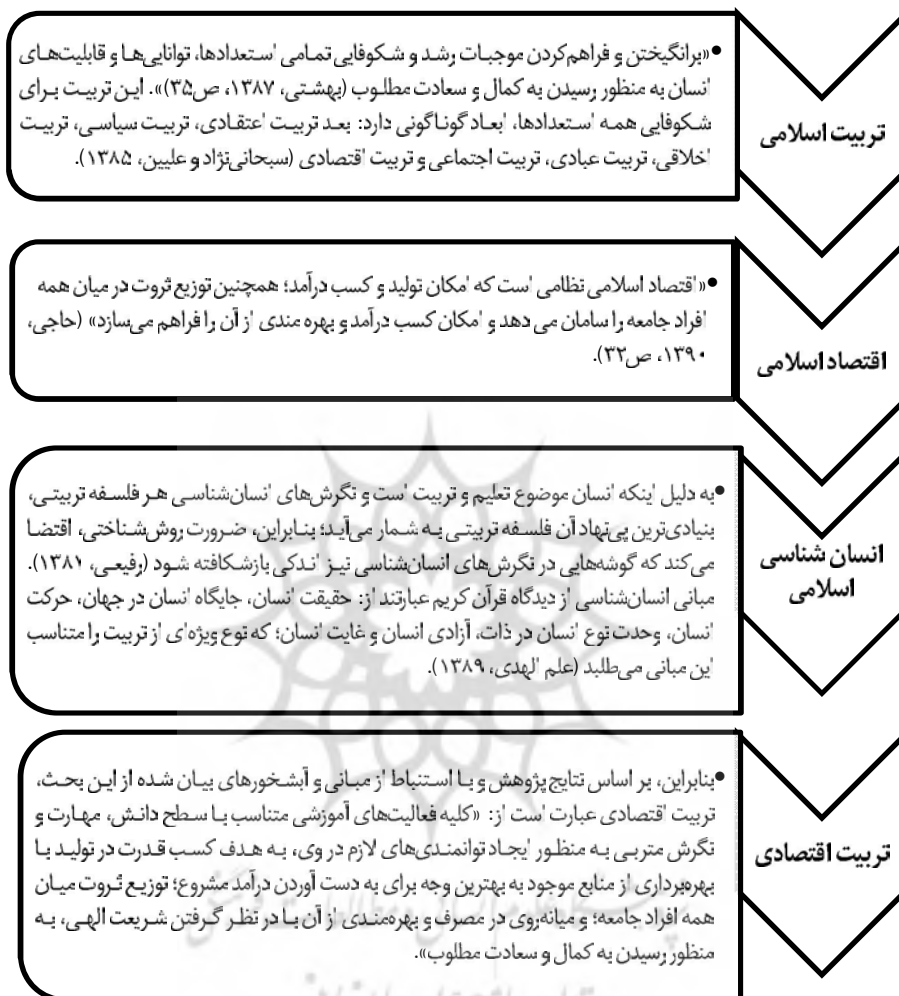 تربیت اسلامی
•«برانگیختن و فراهم‌کردن موجبات رشد و شکوفایی تمامی استعدادها، توانایی‌ها و قابلیت‌های
انسان به منظور رسیدن به کمال و سعادت مطلوب (بهشتی، ۱۳۸۷، ص۳۵)». این تربیت برای
شکوفایی همه استعدادها، ابعاد گوناگونی دارد: بعد تربیت اعتقادی، تربیت سیاسی، تربیت
اخلاقی، تربیت عبادی، تربیت اجتماعی و تربیت اقتصادی (سبحانی‌نژاد و علیین، ۱۳۸۵).
اقتصاد اسلامی
•«اقتصاد اسلامی نظامی است که امکان تولید و کسب درآمد؛ همچنین توزیع ثروت در میان همه
افراد جامعه را سامان می دهد و امکان کسب درآمد و بهره مندی از آن را فراهم می‌سازد» (حاجی،
۱۳۹۰، ص۳۲).
انسان شناسی
اسلامی
•به دلیل اینکه انسان موضوع تعلیم و تربیت است و نگرش‌های انسان‌شناسی هر فلسفه تربیتی،
بنیادی‌ترین پی‌نهاد آن فلسفه تربیتی به شمار می‌آید؛ بنابراین، ضرورت روش‌شناختی، اقتضا
می‌کند که گوشه‌هایی در نگرش‌های انسان‌شناسی نیز اندکی بازشکافته شود (رفیعی، ۱۳۸۱).
مبانی انسان‌شناسی از دیدگاه قرآن کریم عبارتند از: حقیقت انسان، جایگاه انسان در جهان، حرکت
انسان، وحدت نوع انسان در ذات، آزادی انسان و غایت انسان؛ که نوع ویژه‌ای از تربیت را متناسب
این مبانی می‌طلبد (علم الهدی، ۱۳۸۹).
تربیت اقتصادی
•بنابراین، بر اساس نتایج پژوهش و با استنباط از مبانی و آبشخورهای بیان شده از این بحث،
تربیت اقتصادی عبارت است از: «کلیه فعالیت‌های آموزشی متناسب با سطح دانش، مهارت و
نگرش متربی به منظور ایجاد توانمندی‌های لازم در وی، به هدف کسب قدرت در تولید با
بهره‌برداری از منابع موجود به بهترین وجه برای به دست آوردن درآمد مشروع؛ توزیع ثروت میان
همه افراد جامعه؛ و میانه‌روی در مصرف و بهره‌مندی از آن با در نظر گرفتن شریعت الهی، به
منظور رسیدن به کمال و سعادت مطلوب».